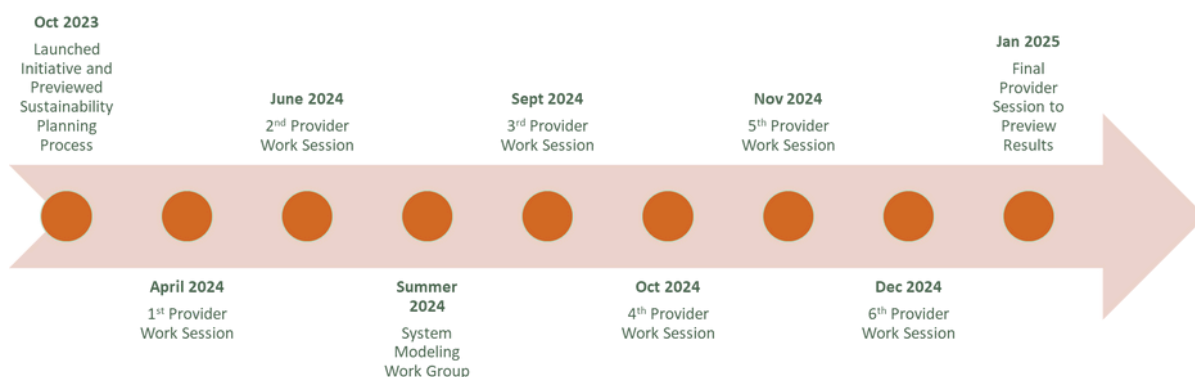 Oct 2023
Launched
Initiative and
Previewed
Sustainability
Planning
Process
April 2024
1st Provider
Work Session
June 2024
2nd Provider
Work Session
Summer
2024
System
Modeling
Work Group
Sept 2024
3rd Provider
Work Session
Oct 2024
4th Provider
Work Session
Nov 2024
5th Provider
Work Session
Dec 2024
6th Provider
Work Session
Jan 2025
Final
Provider
Session to
Preview
Results